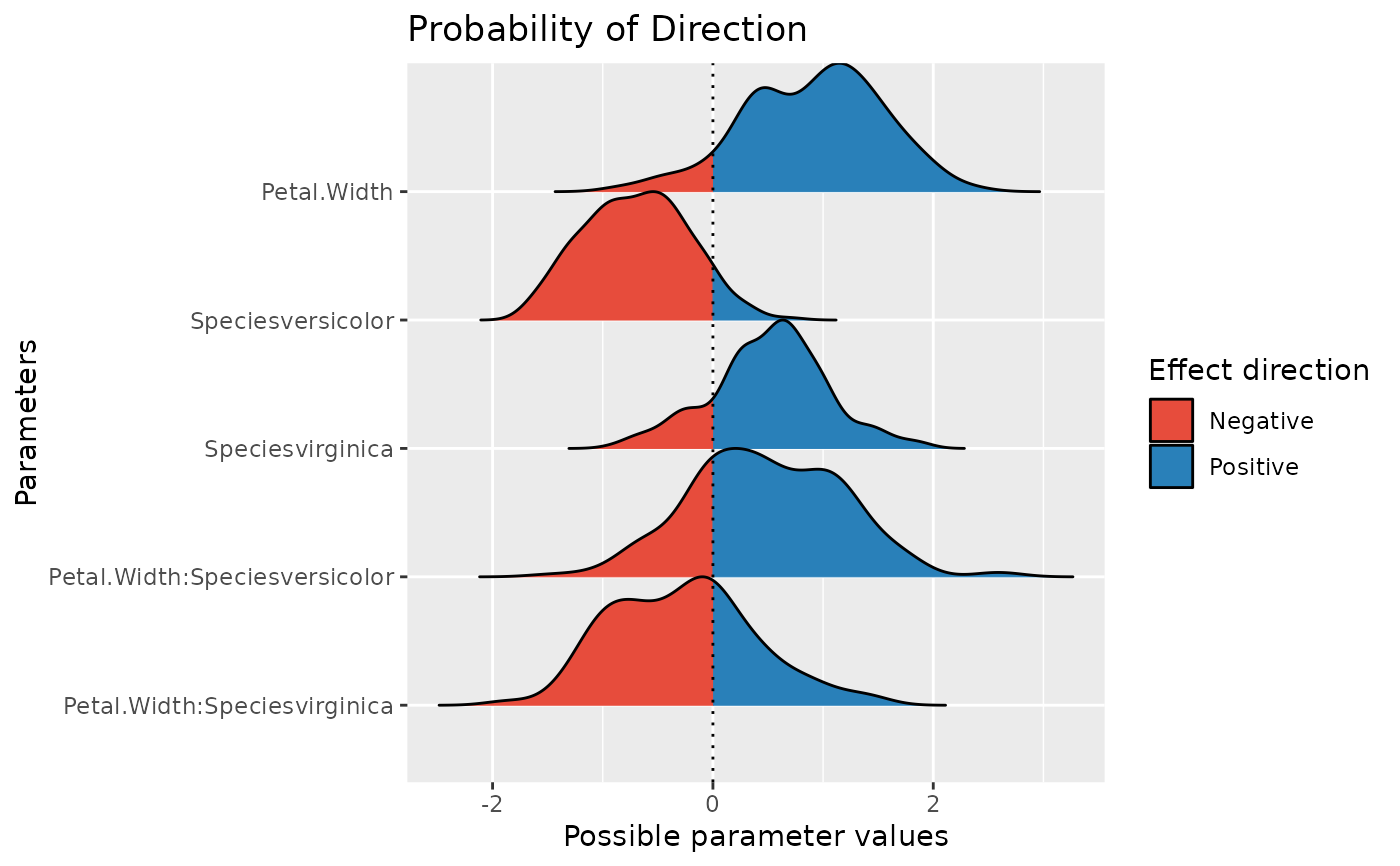 Probability of Direction
Parameters
Petal.Width
Speciesversicolor
Speciesvirginica
Petal.Width:Speciesversicolor
Petal.Width:Speciesvirginica
-2
0
2
Possible parameter values
Effect direction
Negative
Positive